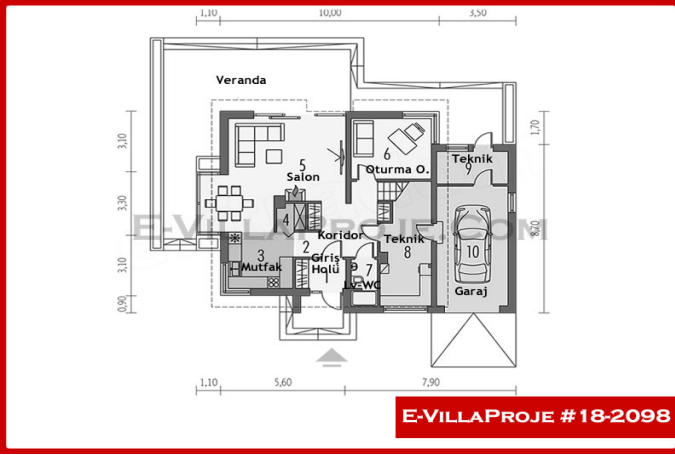 1,10 10,00 3,50
Veranda
3,10
1,70
6
Teknik
5
9
Oturma O.
Salon
3,30
4
E-VillaProje.com
Koridor
Teknik
2
3
Giriş
8
10
Mutfak
Holü
7
3,10
1
Lv-WC
Garaj
0,90
1,10 5,60 7,90
E-VillaProje #18-2098